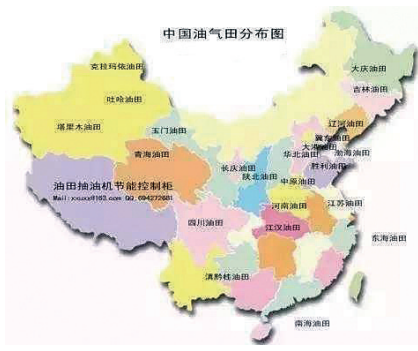 中国油气田分布图
克拉玛依油田
大庆油田
吐哈油田
吉林油田
塔里木油田
玉门油田
辽河油田
冀东油田
青海油田
长庆油田
华北油田
大港油田
渤海油田
陕北油田
胜利油田
中原油田
油田抽油机节能控制柜
河南油田
江苏油田
四川油田
江汉油田
东海油田
滇黔桂油田
南海油田